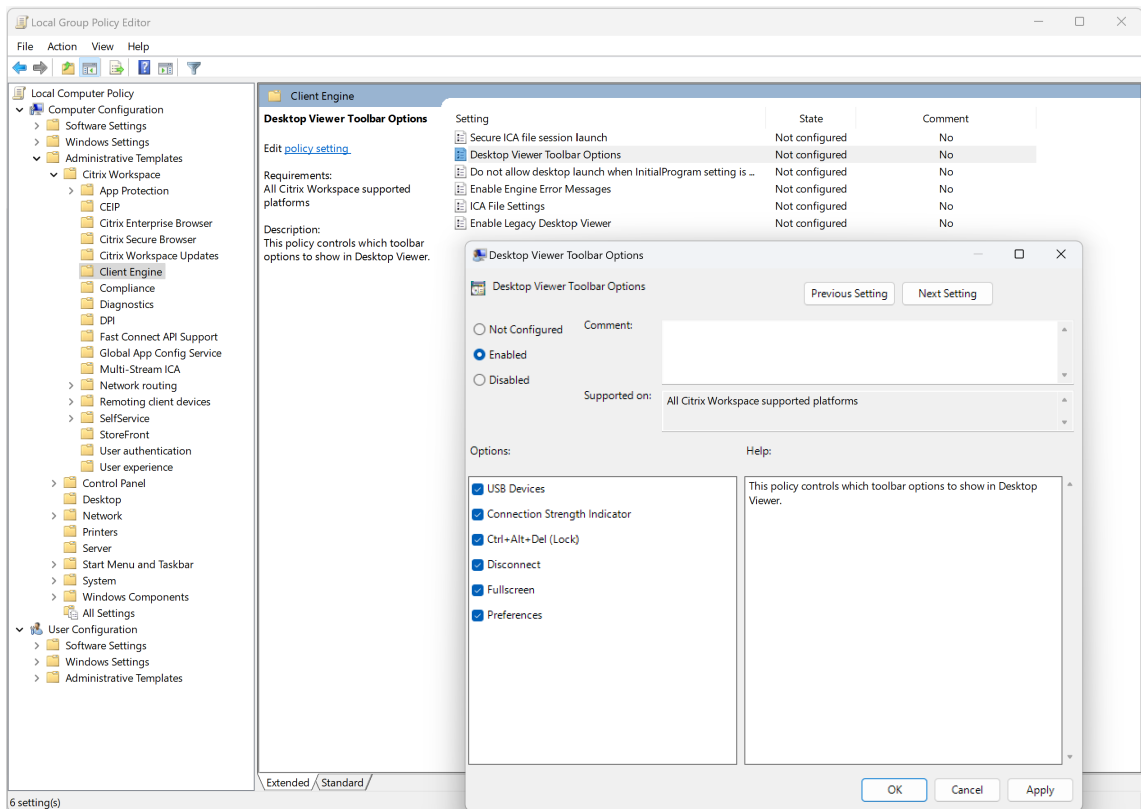 Local Group Policy Editor
File Action View Help
Local Computer Policy
Computer Configuration
Software Settings
Windows Settings
Administrative Templates
Citrix Workspace
App Protection
CEIP
Citrix Enterprise Browser
Citrix Secure Browser
Citrix Workspace Updates
Client Engine
Compliance
Diagnostics
DPI
Fast Connect API Support
Global App Config Service
Multi-Stream ICA
Network routing
Remoting client devices
SelfService
StoreFront
User authentication
User experience
Control Panel
Desktop
Network
Printers
Server
Start Menu and Taskbar
System
Windows Components
All Settings
User Configuration
Software Settings
Windows Settings
Administrative Templates
Client Engine
Desktop Viewer Toolbar Options
Edit policy setting
Requirements:
All Citrix Workspace supported
platforms
Description:
This policy controls which toolbar
options to show in Desktop Viewer.
Setting State Comment
Secure ICA file session launch Not configured No
Desktop Viewer Toolbar Options Not configured No
Do not allow desktop launch when InitialProgram setting is ... Not configured No
Enable Engine Error Messages Not configured No
ICA File Settings Not configured No
Enable Legacy Desktop Viewer Not configured No
Desktop Viewer Toolbar Options
Desktop Viewer Toolbar Options
Previous Setting Next Setting
Not Configured Comment:
Enabled
Disabled
Supported on: All Citrix Workspace supported platforms
Options: Help:
USB Devices
Connection Strength Indicator
Ctrl+Alt+Del (Lock)
Disconnect
Fullscreen
Preferences
This policy controls which toolbar options to show in Desktop
Viewer.
OK Cancel Apply
Extended Standard
6 setting(s)